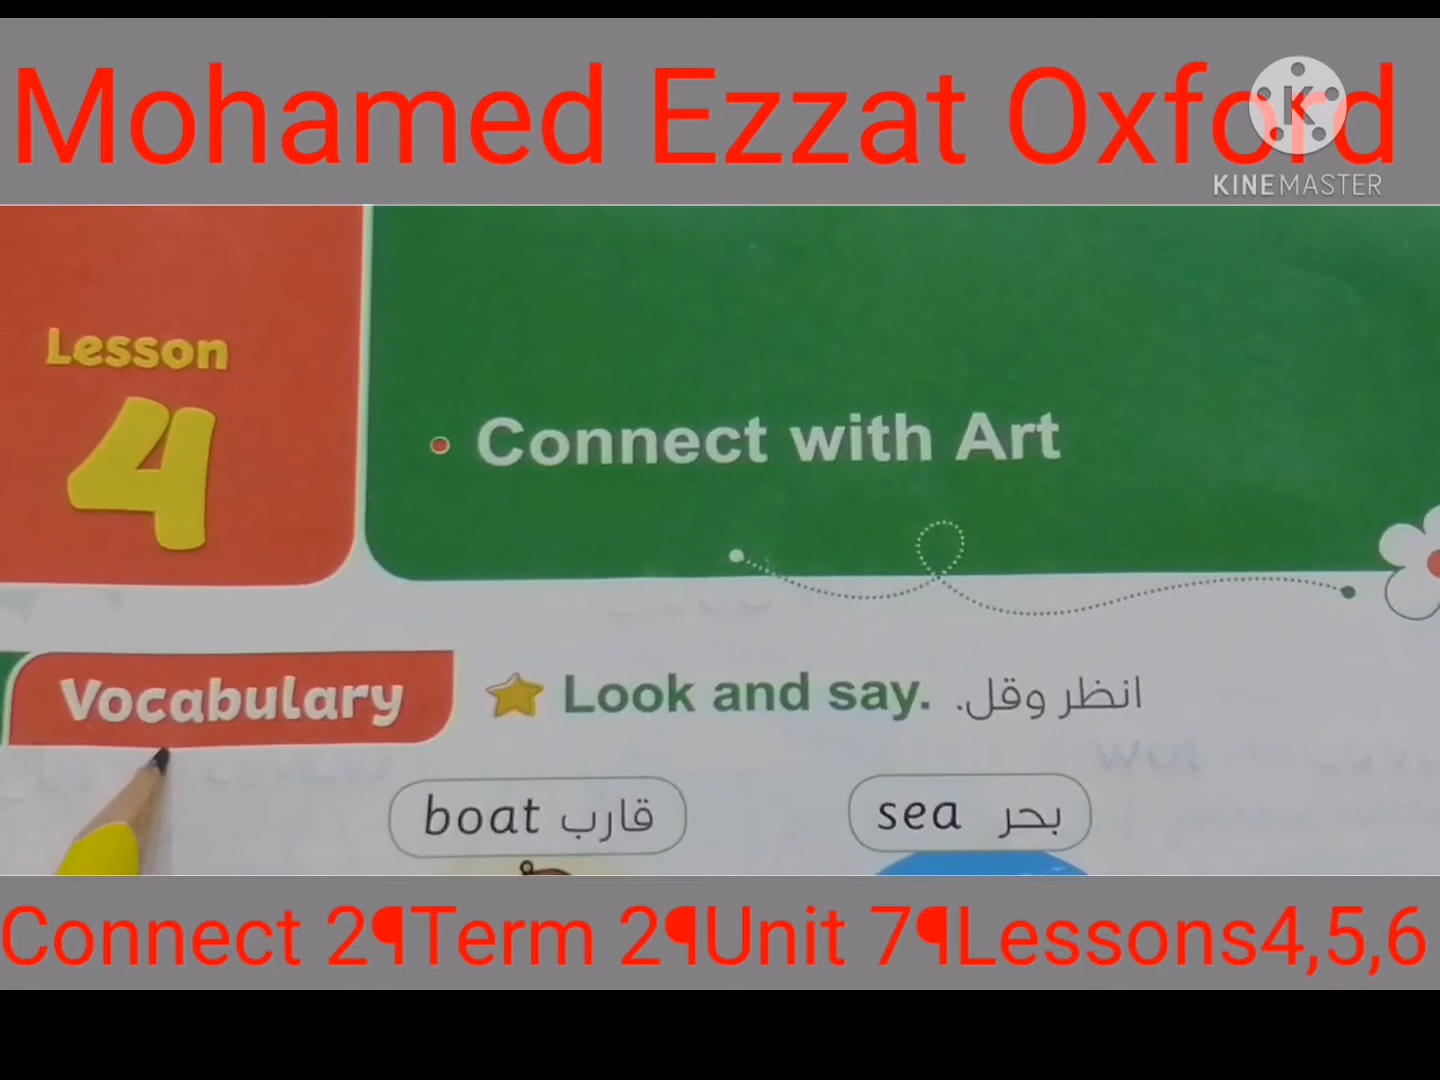 Mohamed Ezzat Oxford
KINEMASTER
Lesson
4
Connect with Art
Vocabulary
Look and say. انظر وقل.
boat قارب
sea بحر
Connect 2¶Term 2¶Unit 7¶Lessons4,5,6